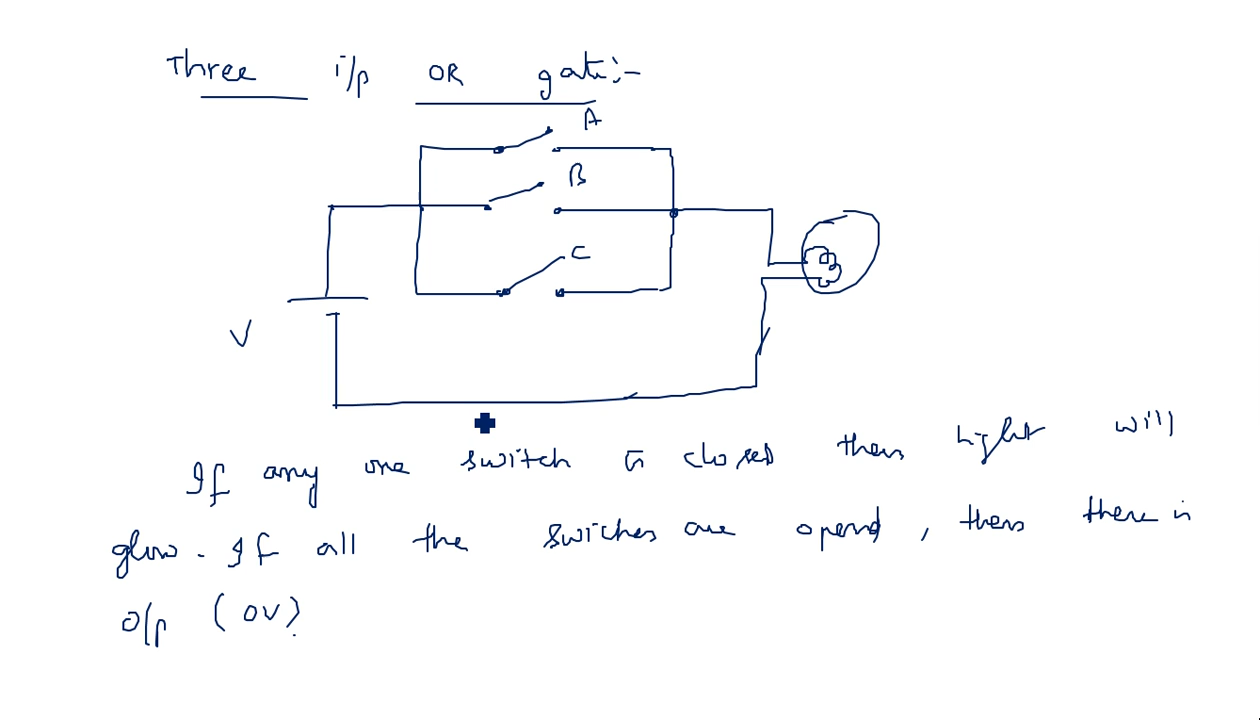 Three i/p OR gate:-
A
B
C
V
If any one switch is closed then light will
glow. If all the switches are opend, then there is
o/p (0V)